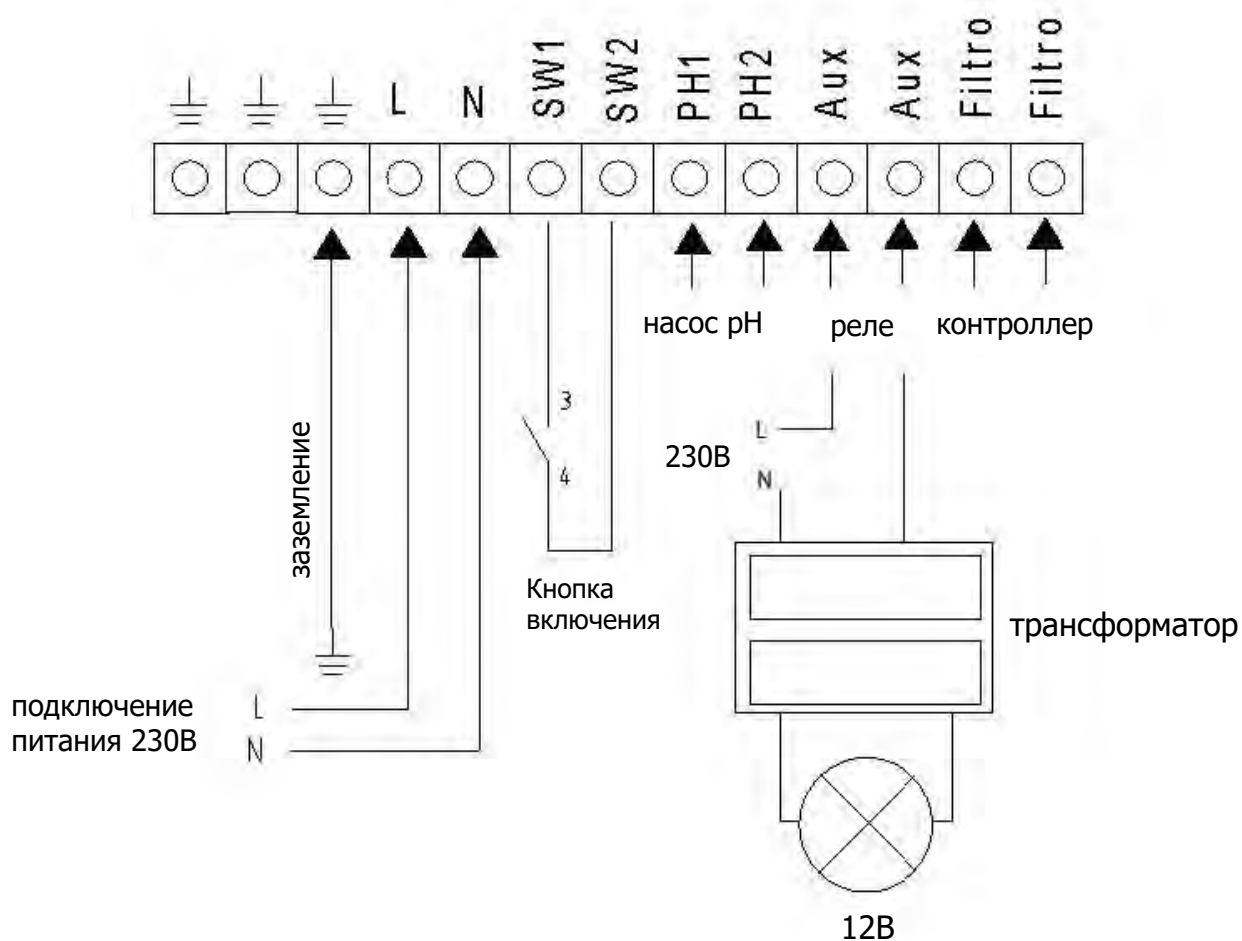 L N SW1 SW2 PH1 PH2 Aux Aux Filtro Filtro
насос pH
реле
контроллер
3
4
заземление
L
N
230В
Кнопка
включения
трансформатор
подключение
питания 230В
L
N
12В